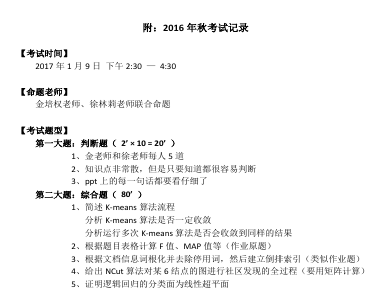 附：2016 年秋考试记录
【考试时间】
2017 年 1 月 9 日 下午 2:30 — 4:30
【命题老师】
金培权老师、徐林莉老师联合命题
【考试题型】
第一大题：判断题（ 2’ × 10 = 20’ ）
1、金老师和徐老师每人 5 道
2、知识点非常散，但是只要知道都很容易判断
3、ppt 上的每一句话都要看仔细了
第二大题：综合题（ 80’ ）
1、简述 K-means 算法流程
分析 K-means 算法是否一定收敛
分析运行多次 K-means 算法是否会收敛到同样的结果
2、根据题目表格计算 F 值、MAP 值等（作业原题）
3、根据文档信息词根化并去除停用词，然后建立倒排索引（类似作业题）
4、给出 NCut 算法对某 6 结点的图进行社区发现的全过程（要用矩阵计算）
5、证明逻辑回归的分类面为线性超平面